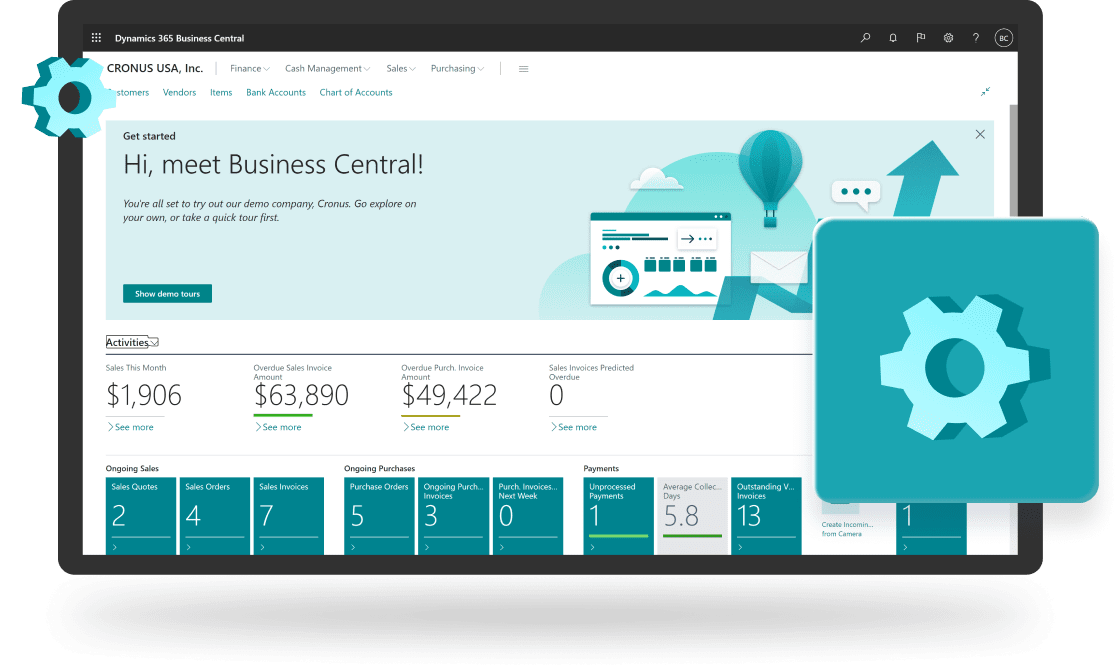 Dynamics 365 Business Central
BC
CRONUS USA, Inc.
Finance
Cash Management
Sales
Purchasing
stomers
Vendors
Items
Bank Accounts
Chart of Accounts
Get started
Hi, meet Business Central!
You're all set to try out our demo company, Cronus. Go explore on
your own, or take a quick tour first.
Show demo tours
Activities
Sales This Month
$1,906
See more
Overdue Sales Invoice
Amount
$63,890
See more
Overdue Purch. Invoice
Amount
$49,422
See more
Sales Invoices Predicted
Overdue
0
See more
Ongoing Sales
Sales Quotes
2
Sales Orders
4
Sales Invoices
7
Ongoing Purchases
Purchase Orders
5
Ongoing Purch...
Invoices
3
Purch. Invoices...
Next Week
0
Payments
Unprocessed
Payments
1
Average Collec...
Days
5.8
Outstanding V...
Invoices
13
Create Incomin...
from Camera
1